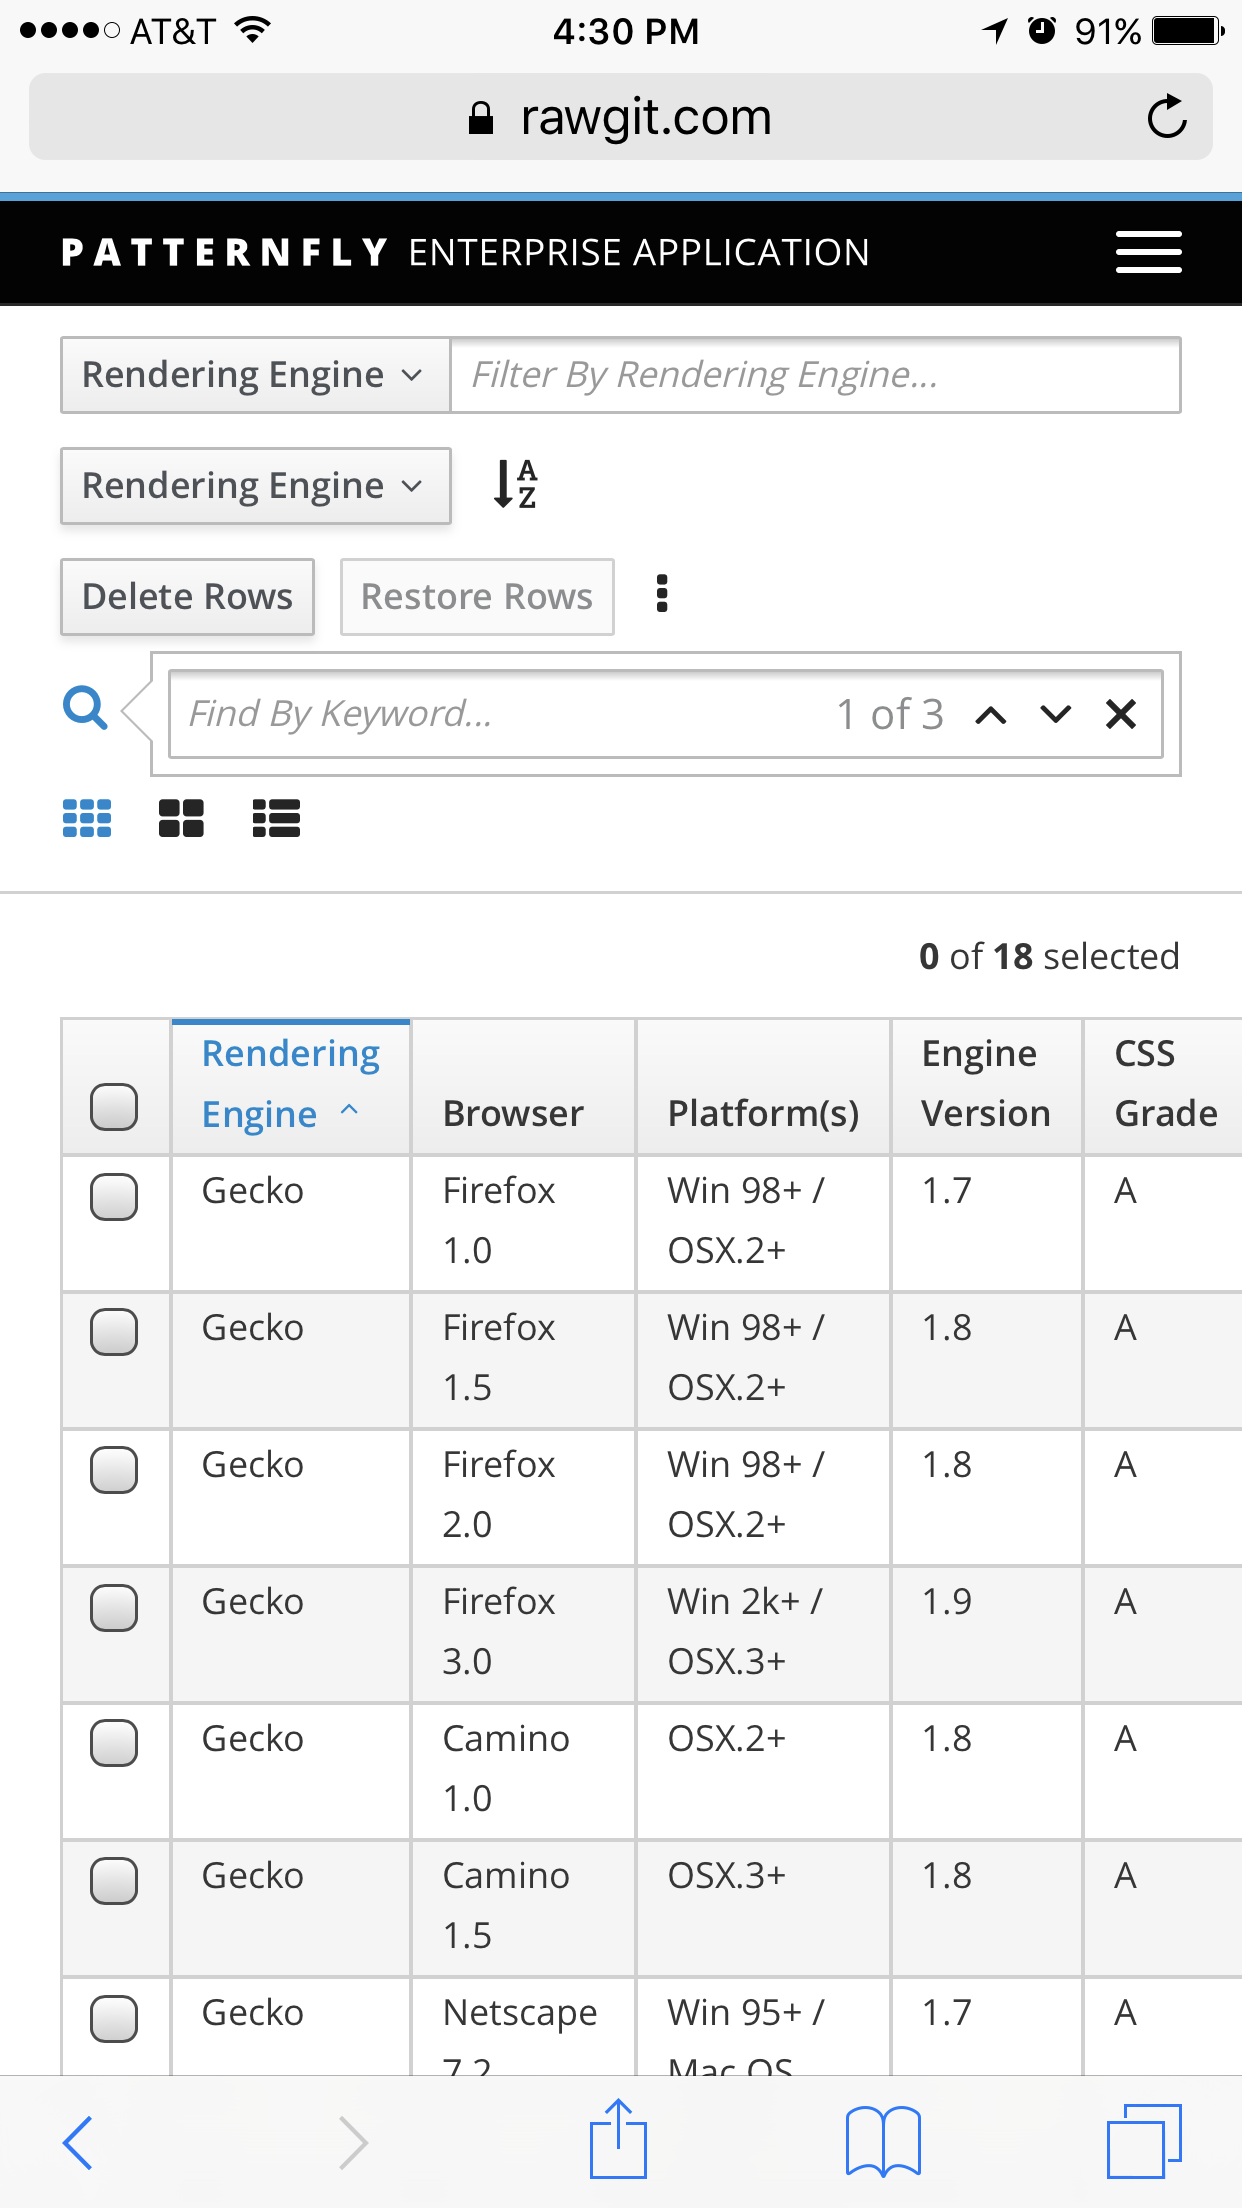 AT&T 4:30 PM 91%
rawgit.com
PATTERNFLY ENTERPRISE APPLICATION
Rendering Engine Filter By Rendering Engine...
Rendering Engine A Z
Delete Rows Restore Rows
Find By Keyword... 1 of 3
0 of 18 selected
Rendering Engine Browser Platform(s) Engine Version CSS Grade
Gecko Firefox 1.0 Win 98+ / OSX.2+ 1.7 A
Gecko Firefox 1.5 Win 98+ / OSX.2+ 1.8 A
Gecko Firefox 2.0 Win 98+ / OSX.2+ 1.8 A
Gecko Firefox 3.0 Win 2k+ / OSX.3+ 1.9 A
Gecko Camino 1.0 OSX.2+ 1.8 A
Gecko Camino 1.5 OSX.3+ 1.8 A
Gecko Netscape 7.2 Win 95+ / Mac OS 1.7 A